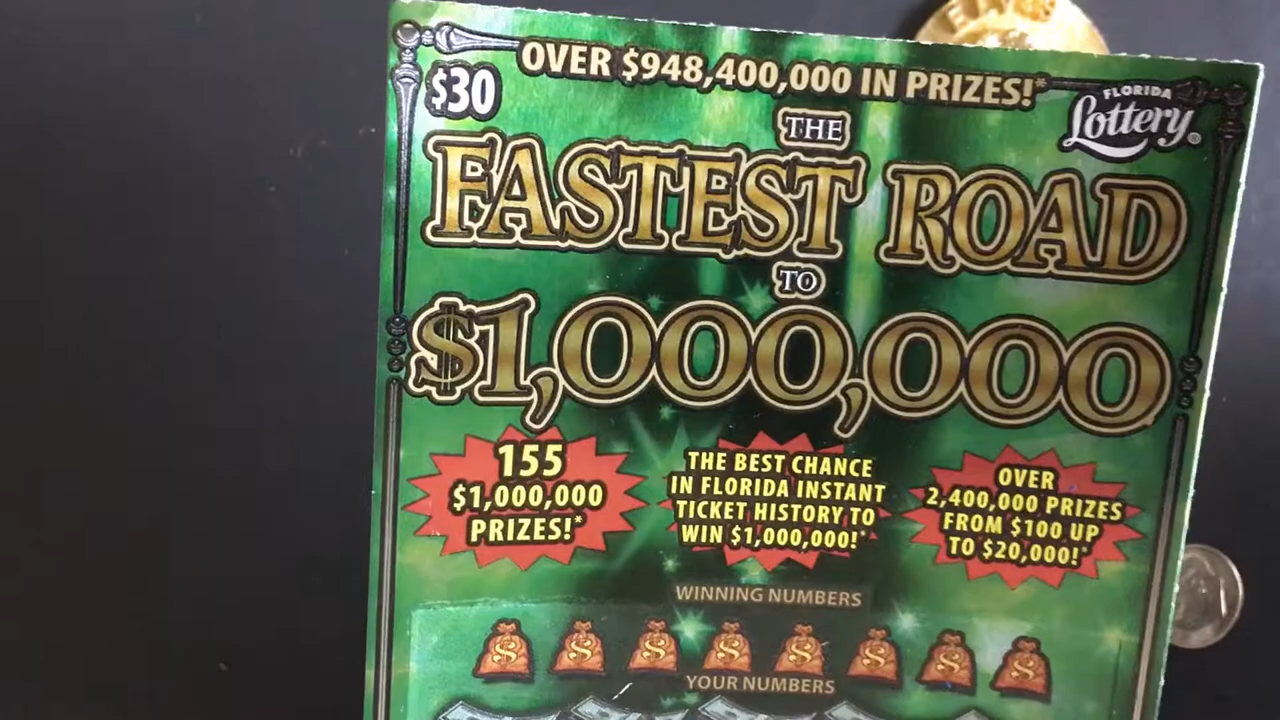 OVER $948,400,000 IN PRIZES!*
$30
FLORIDA
Lottery®
THE
FASTEST ROAD
TO
$1,000,000
155
$1,000,000
PRIZES!*
THE BEST CHANCE
IN FLORIDA INSTANT
TICKET HISTORY TO
WIN $1,000,000!*
OVER
2,400,000 PRIZES
FROM $100 UP
TO $20,000!*
WINNING NUMBERS
$ $ $ $ $ $ $ $
YOUR NUMBERS